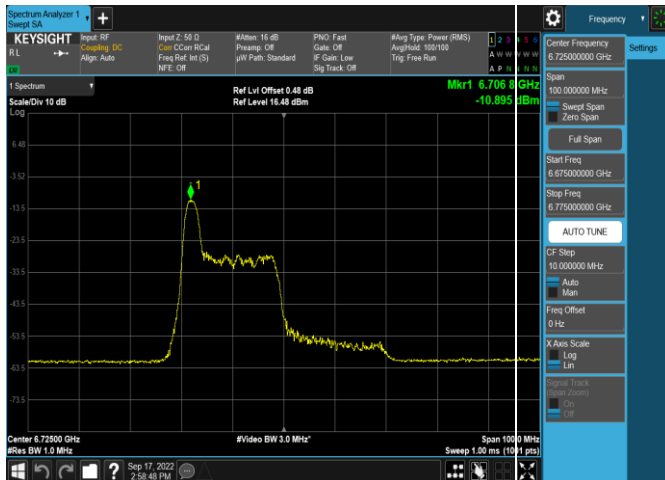 Spectrum Analyzer 1
Swept SA
Frequency
KEYSIGHT
R L
Input: RF
Coupling: DC
Align: Auto
Input Z: 50 Ω
Corr CCorr RCal
Freq Ref: Int (S)
NFE: Off
#Atten: 16 dB
Preamp: Off
µW Path: Standard
PNO: Fast
Gate: Off
IF Gain: Low
Sig Track: Off
#Avg Type: Power (RMS)
Avg|Hold: 100/100
Trig: Free Run
1 2 3 4 5 6
A W W W W W
A P N N N N
Settings
1 Spectrum
Scale/Div 10 dB
Log
Ref Lvl Offset 0.48 dB
Ref Level 16.48 dBm
Mkr1 6.706 8 GHz
-10.895 dBm
6.48
-3.52
-13.5
-23.5
-33.5
-43.5
-53.5
-63.5
-73.5
1
Center 6.72500 GHz
#Res BW 1.0 MHz
#Video BW 3.0 MHz*
Span 100.0 MHz
Sweep 1.00 ms (1001 pts)
Center Frequency
6.725000000 GHz
Span
100.000000 MHz
Swept Span
Zero Span
Full Span
Start Freq
6.675000000 GHz
Stop Freq
6.775000000 GHz
AUTO TUNE
CF Step
10.000000 MHz
Auto
Man
Freq Offset
0 Hz
X Axis Scale
Log
Lin
Signal Track
(Span Zoom)
On
Off
?
Sep 17, 2022
2:58:48 PM